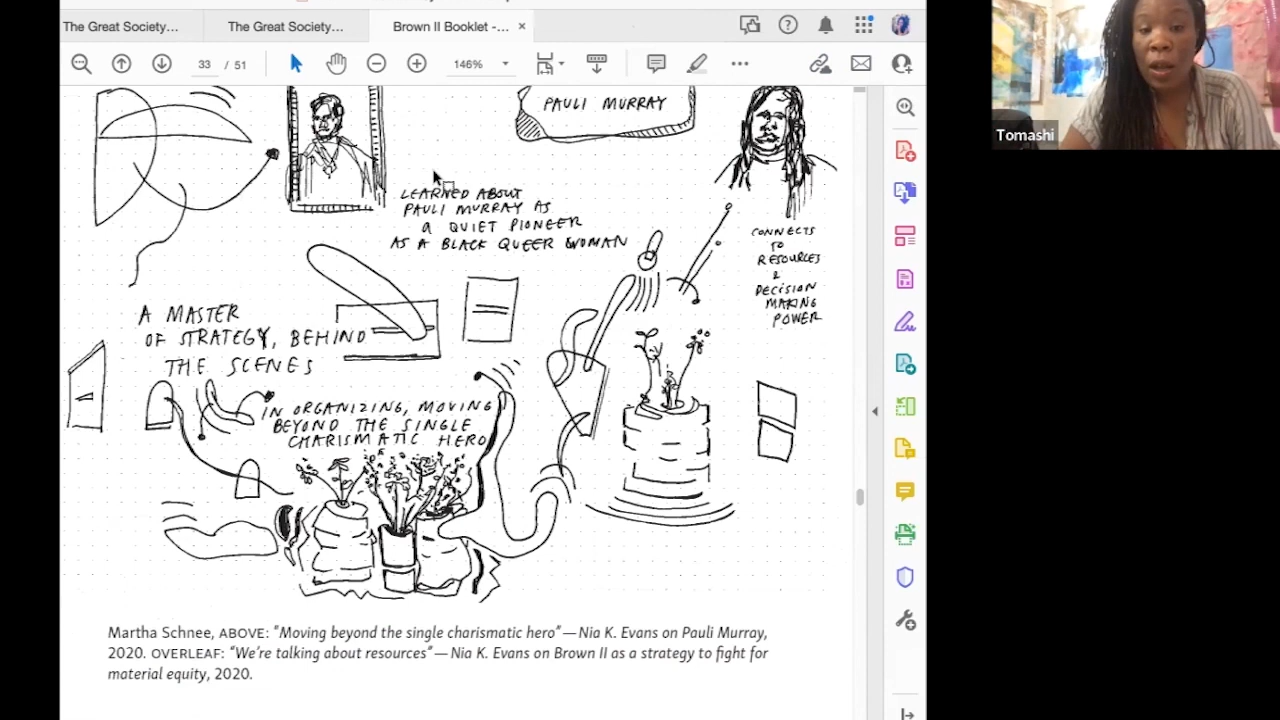 The Great Society...
The Great Society...
Brown II Booklet -... ×
33 / 51
146%
Tomashi
PAULI MURRAY
LEARNED ABOUT
PAULI MURRAY AS
A QUIET PIONEER
AS A BLACK QUEER WOMAN
CONNECTS
TO
RESOURCES
&
DECISION
MAKING
POWER
A MASTER
OF STRATEGY, BEHIND
THE SCENES
IN ORGANIZING, MOVING
BEYOND THE SINGLE
CHARISMATIC HERO
Martha Schnee, ABOVE: “Moving beyond the single charismatic hero”—Nia K. Evans on Pauli Murray,
2020. OVERLEAF: “We’re talking about resources”—Nia K. Evans on Brown II as a strategy to fight for
material equity, 2020.